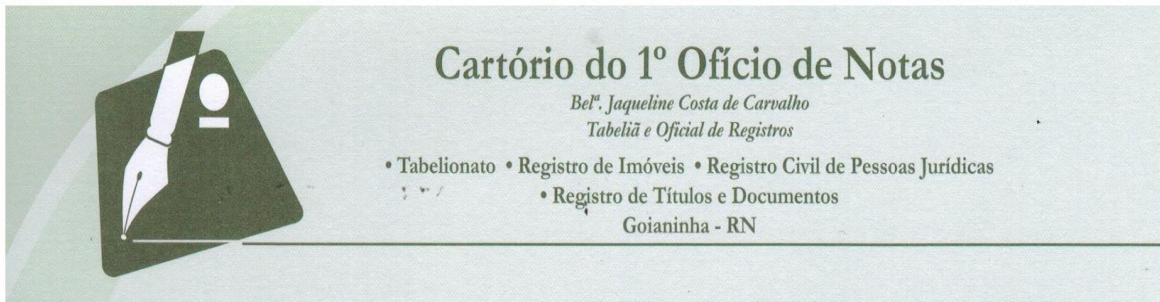 Cartório do 1º Ofício de Notas
Belª. Jaqueline Costa de Carvalho
Tabeliã e Oficial de Registros
• Tabelionato • Registro de Imóveis • Registro Civil de Pessoas Jurídicas
• Registro de Títulos e Documentos
Goianinha - RN